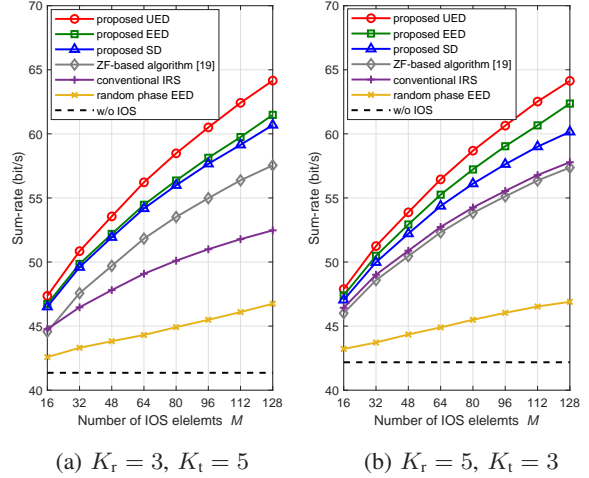 70
65
60
55
50
45
40
Sum-rate (bit/s)
proposed UED
proposed EED
proposed SD
ZF-based algorithm [19]
conventional IRS
random phase EED
w/o IOS
16 32 48 64 80 96 112 128
Number of IOS elelemts M
(a) Kr = 3, Kt = 5
70
65
60
55
50
45
40
Sum-rate (bit/s)
proposed UED
proposed EED
proposed SD
ZF-based algorithm [19]
conventional IRS
random phase EED
w/o IOS
16 32 48 64 80 96 112 128
Number of IOS elelemts M
(b) Kr = 5, Kt = 3